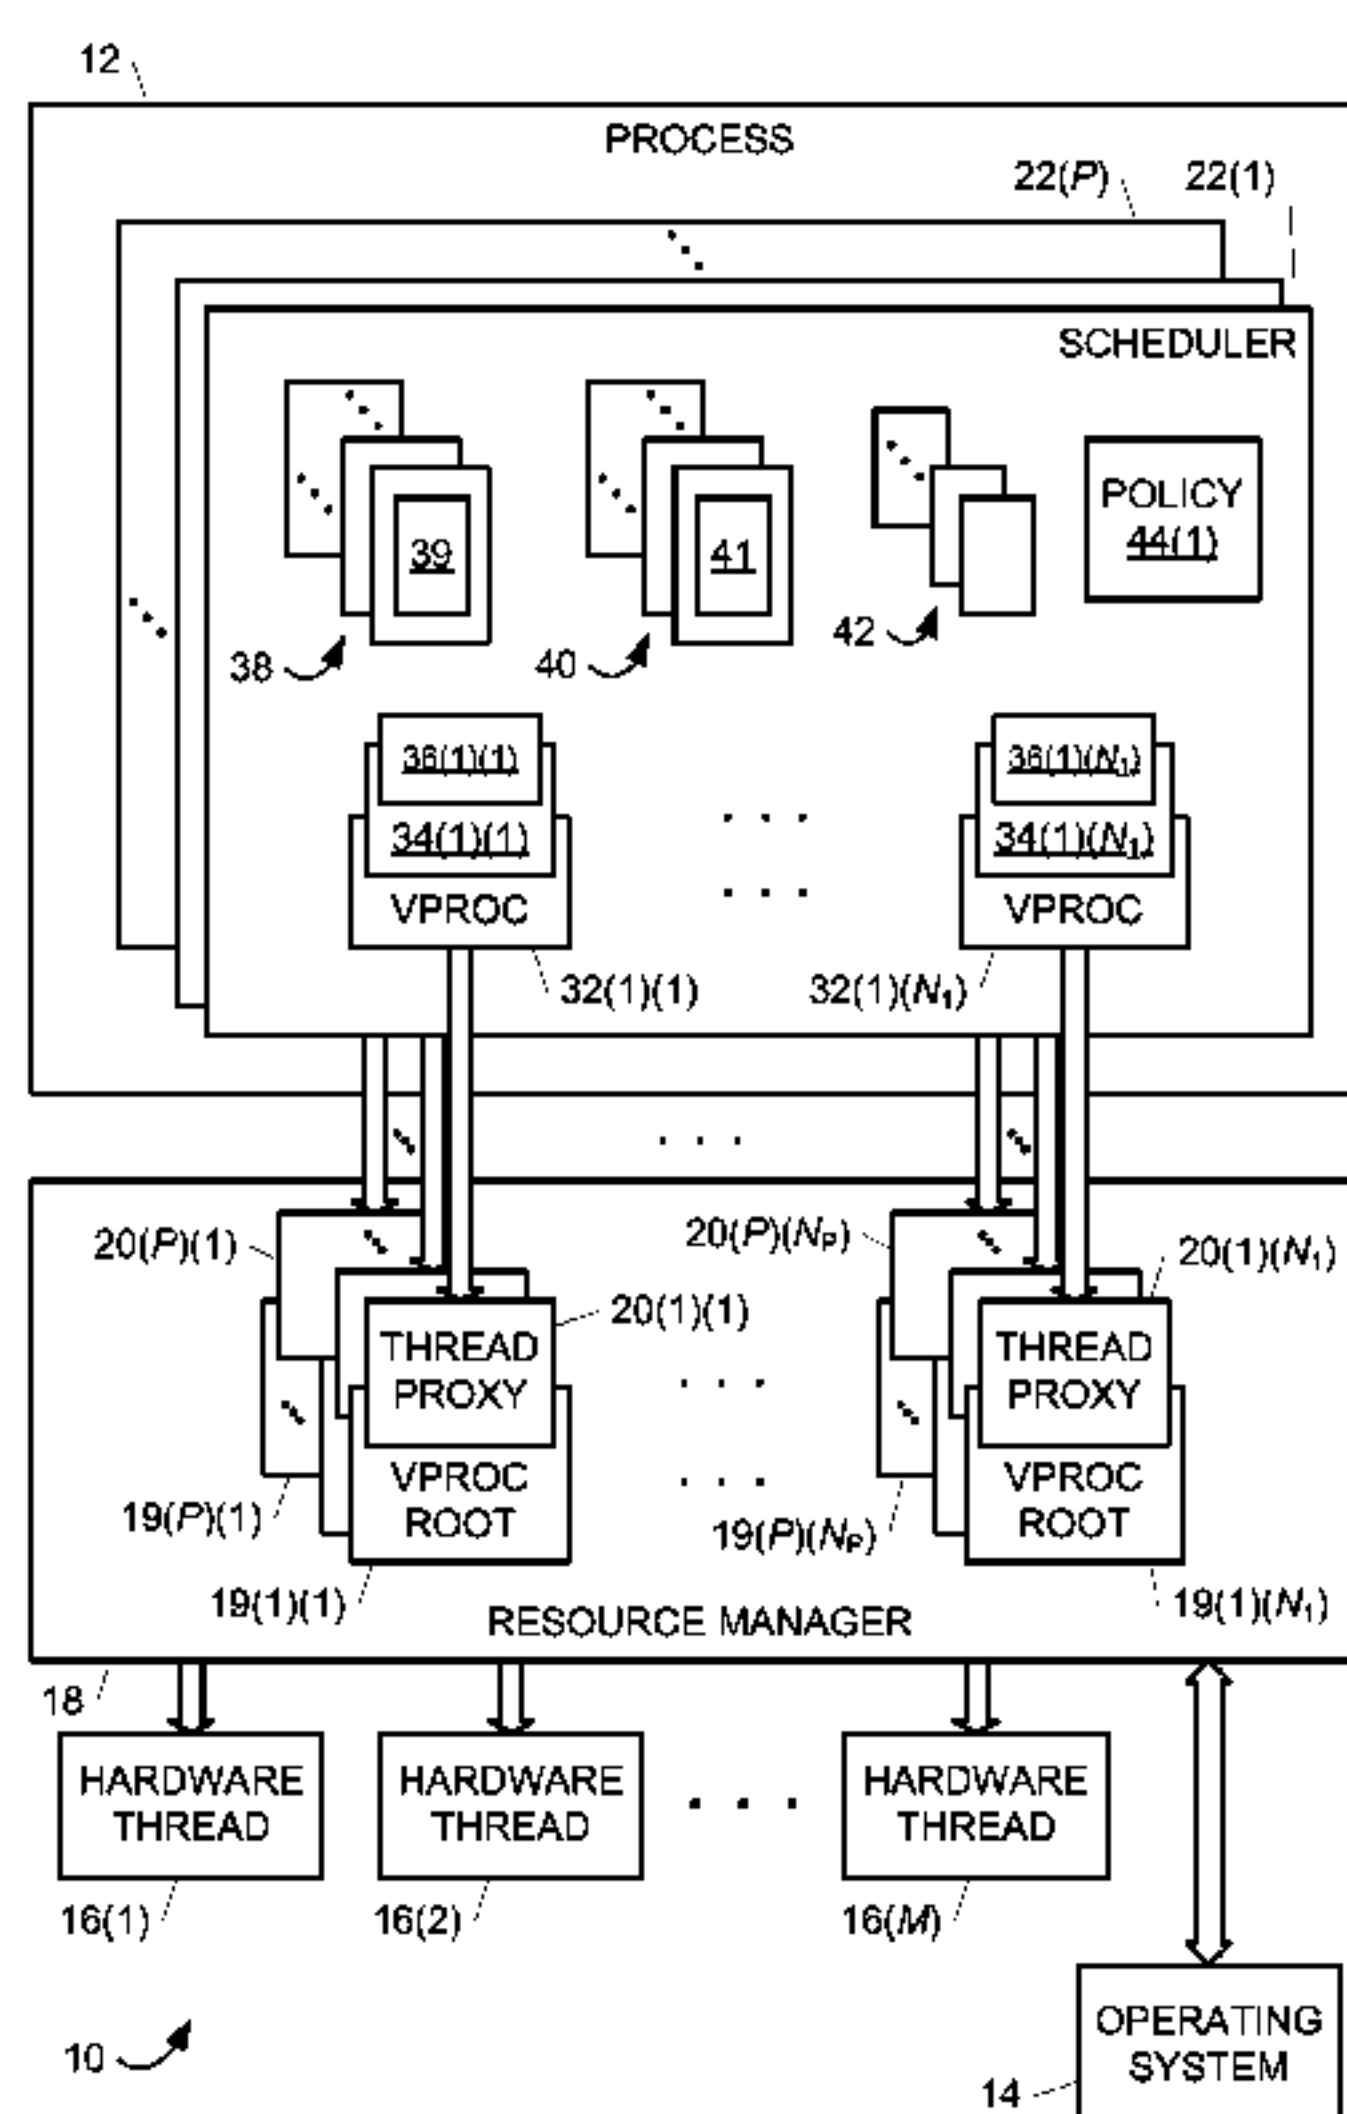 12
PROCESS
22(P) 22(1)
SCHEDULER
POLICY
44(1)
39
41
38
40
42
36(1)(1)
36(1)(N1)
34(1)(1)
34(1)(N1)
VPROC
VPROC
32(1)(1)
32(1)(N1)
20(P)(1)
20(P)(NP)
20(1)(N1)
20(1)(1)
THREAD
PROXY
THREAD
PROXY
VPROC
ROOT
VPROC
ROOT
19(P)(1)
19(P)(NP)
19(1)(1)
19(1)(N1)
RESOURCE MANAGER
18
HARDWARE
THREAD
HARDWARE
THREAD
HARDWARE
THREAD
16(1)
16(2)
16(M)
10
OPERATING
SYSTEM
14